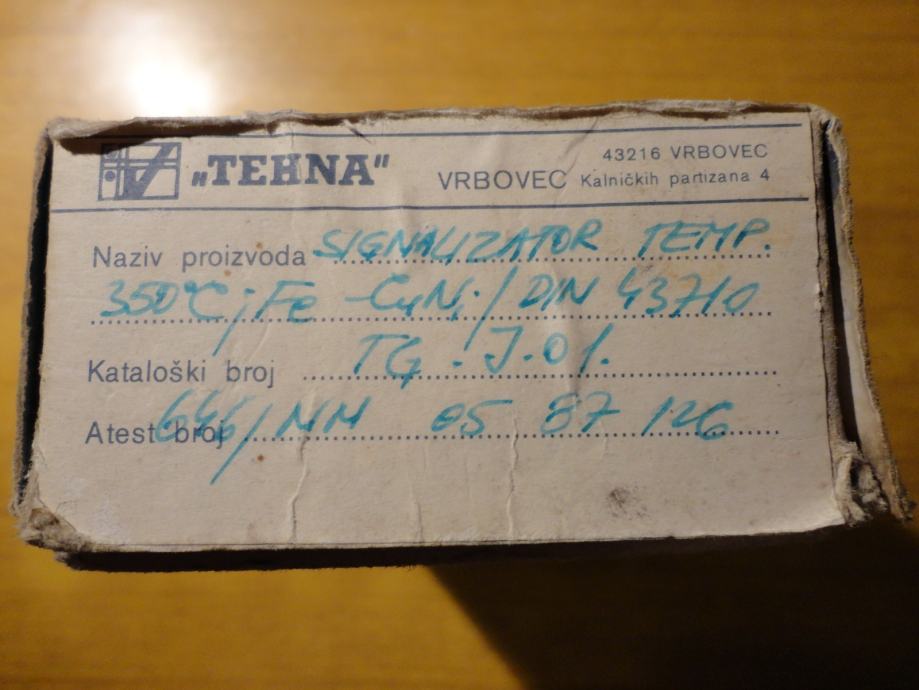 „TEHNA"
43216 VRBOVEC
VRBOVEC Kalničkih partizana 4
Naziv proizvoda SIGNALIZATOR TEMP.
350°C; Fe-CuNi / DIN 43710
Kataloški broj TG. J.01.
Atest broj 646/NM 05 87 126